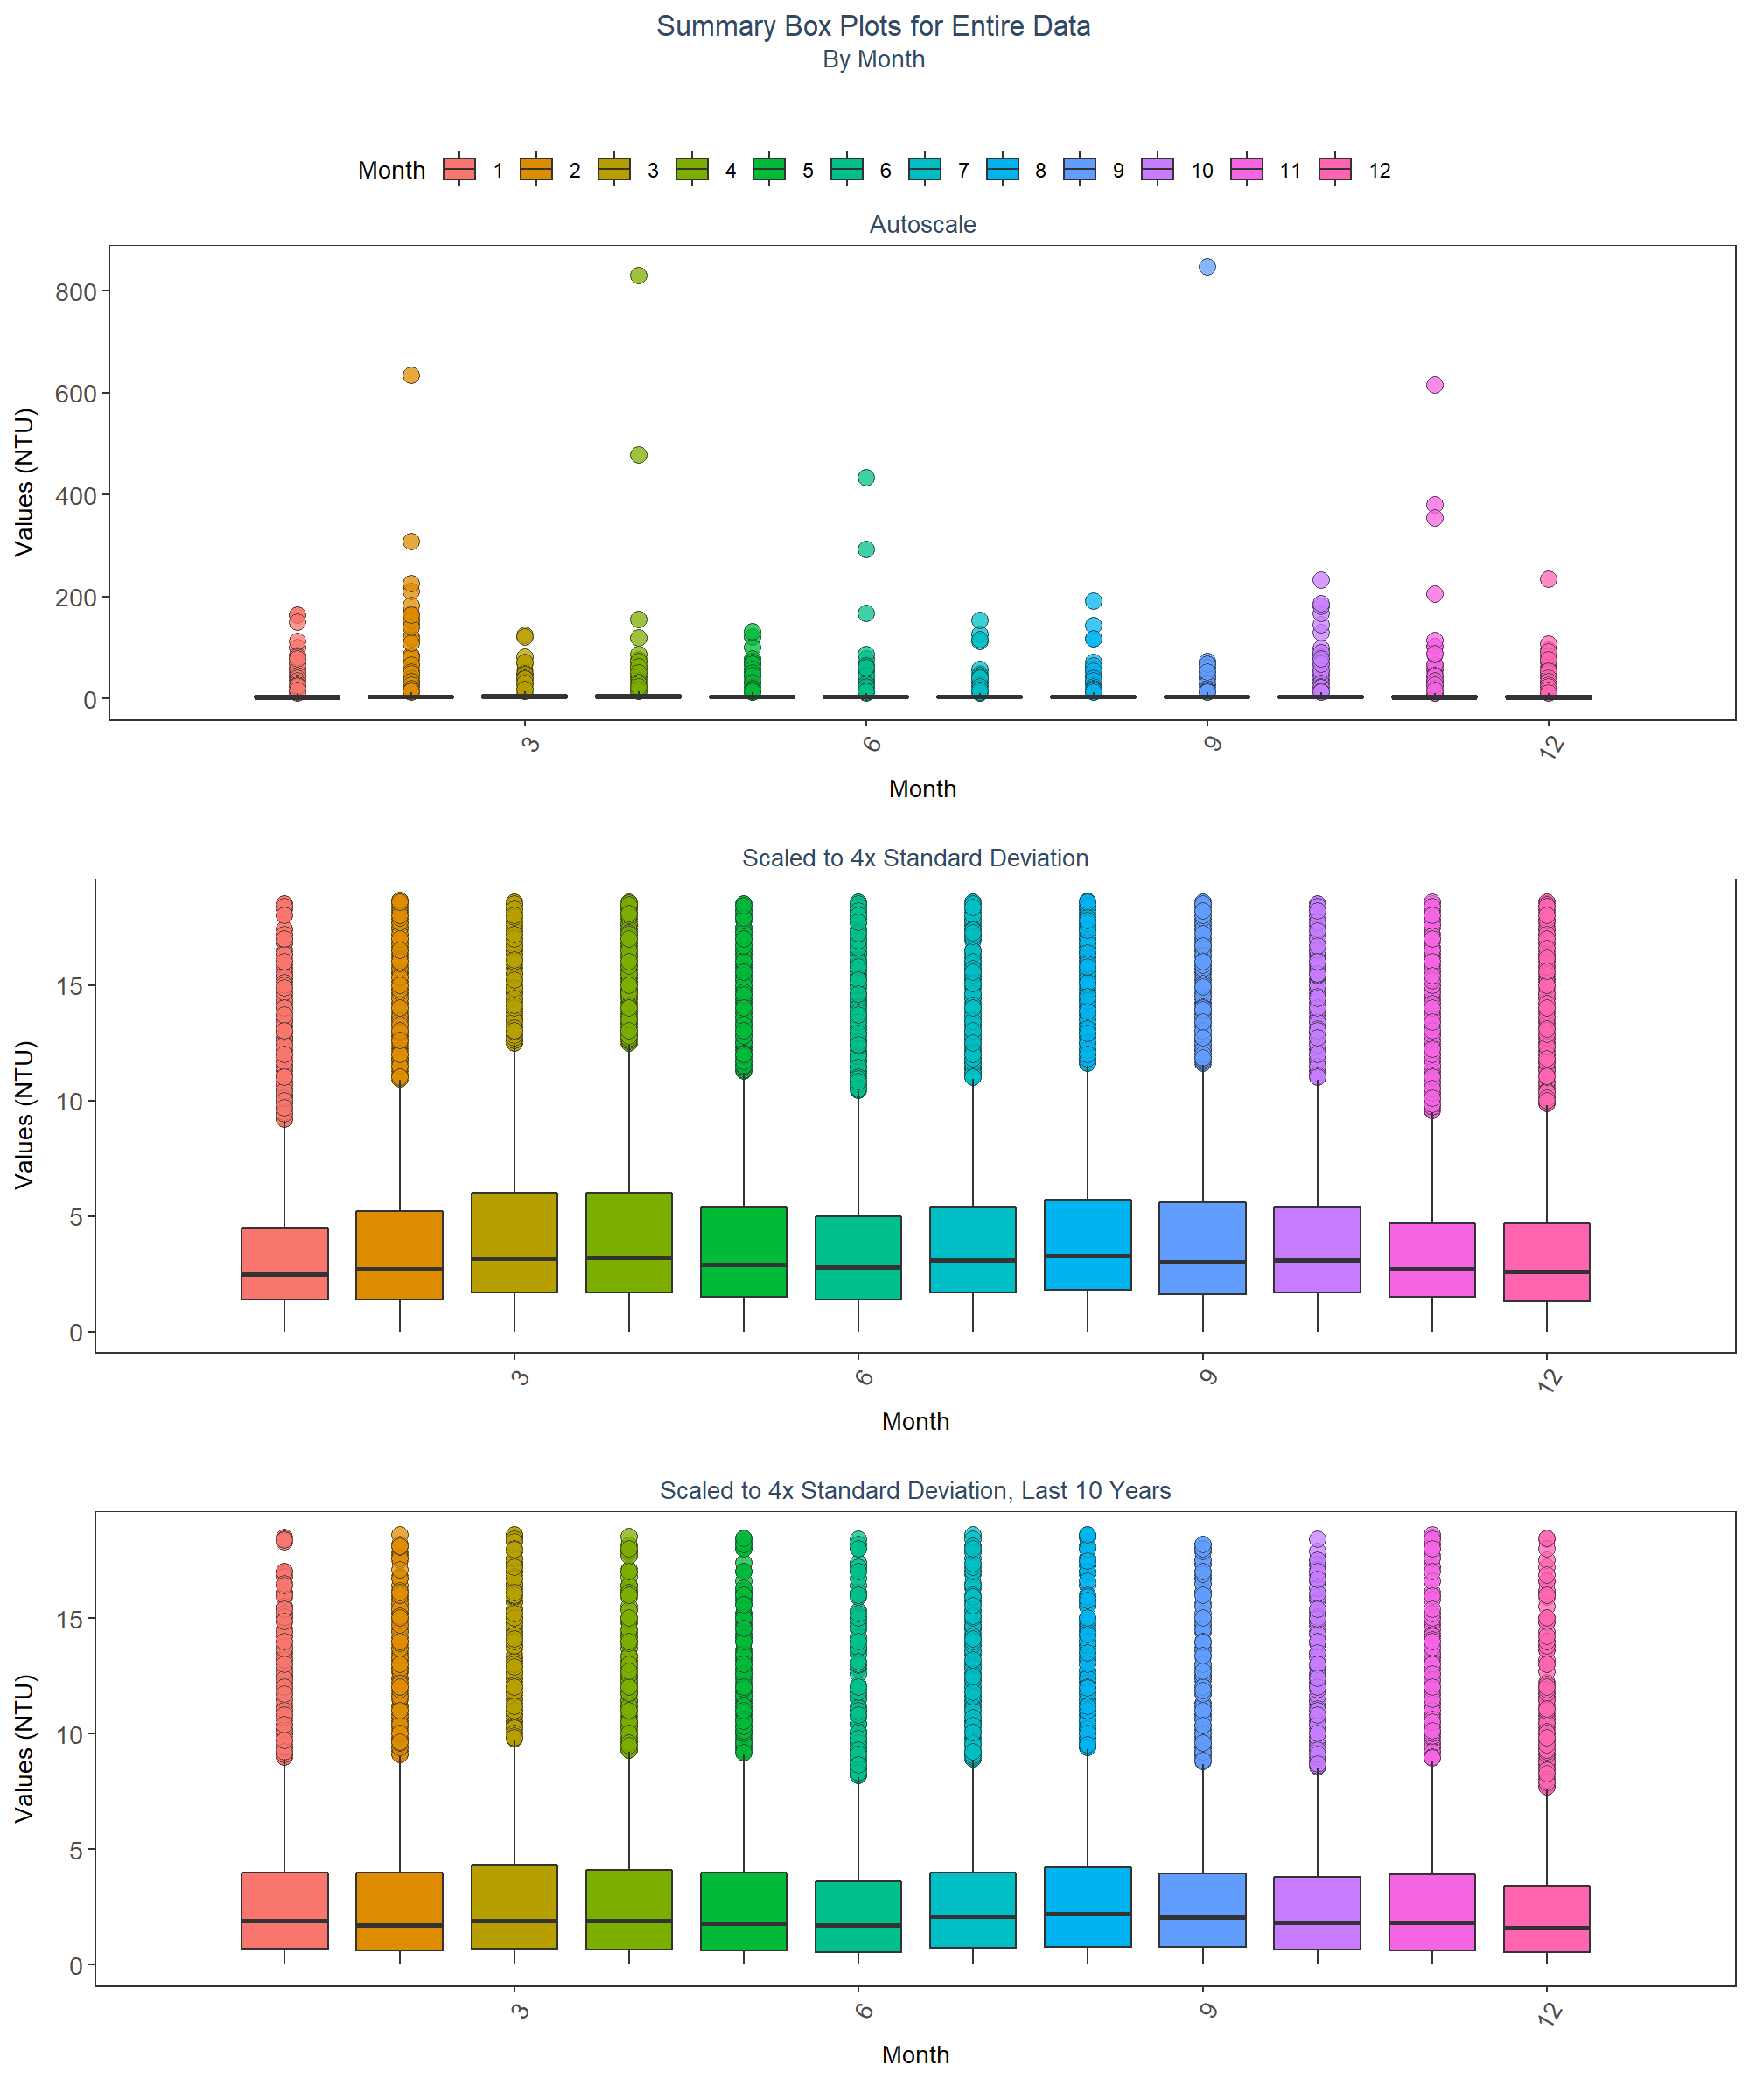 Summary Box Plots for Entire Data
By Month
Month 1 2 3 4 5 6 7 8 9 10 11 12
Autoscale
Values (NTU)
800
600
400
200
0
3 6 9 12
Month
Scaled to 4x Standard Deviation
Values (NTU)
15
10
5
0
3 6 9 12
Month
Scaled to 4x Standard Deviation, Last 10 Years
Values (NTU)
15
10
5
0
3 6 9 12
Month